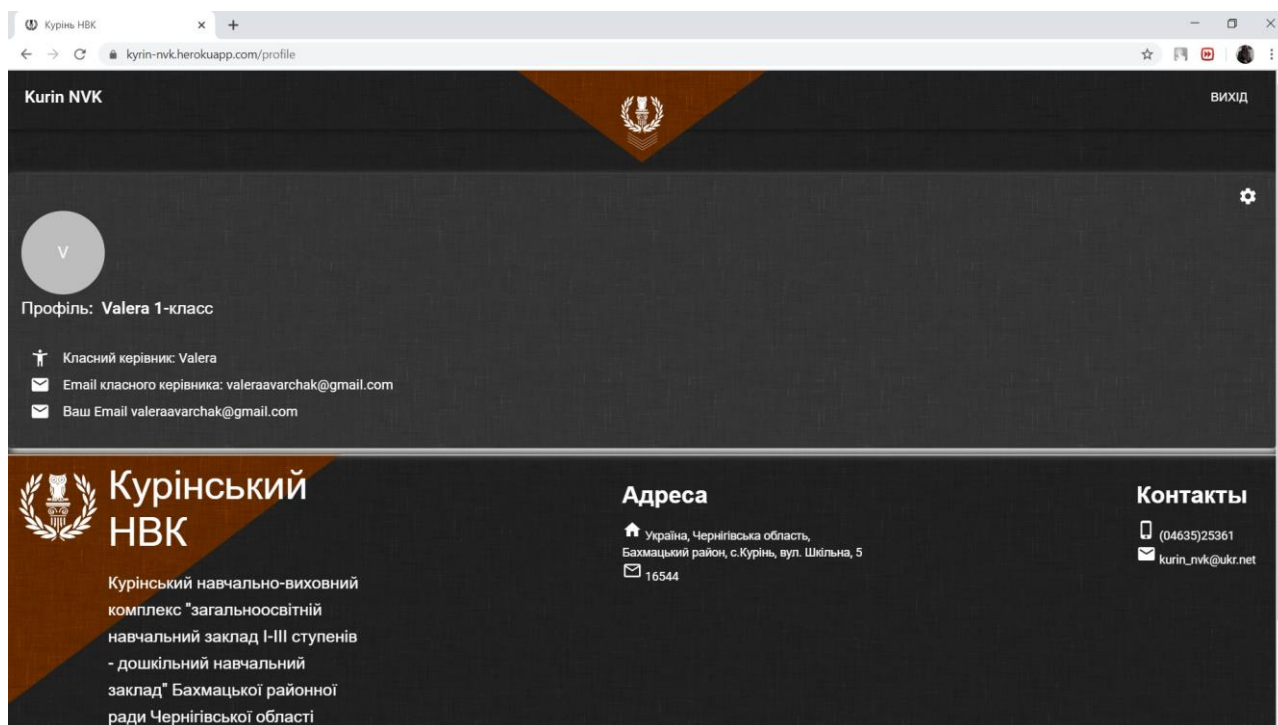 Курінь НВК
kyrin-nvk.herokuapp.com/profile
Kurin NVK
ВИХІД
V
Профіль: Valera 1-класс
Класний керівник: Valera
Email класного керівника: valeraavarchak@gmail.com
Ваш Email valeraavarchak@gmail.com
Курінський
НВК
Курінський навчально-виховний
комплекс "загальноосвітній
навчальний заклад І-ІІІ ступенів
- дошкільний навчальний
заклад" Бахмацької районної
ради Чернігівської області
Адреса
Україна, Чернігівська область,
Бахмацький район, с.Курінь, вул. Шкільна, 5
16544
Контакты
(04635)25361
kurin_nvk@ukr.net